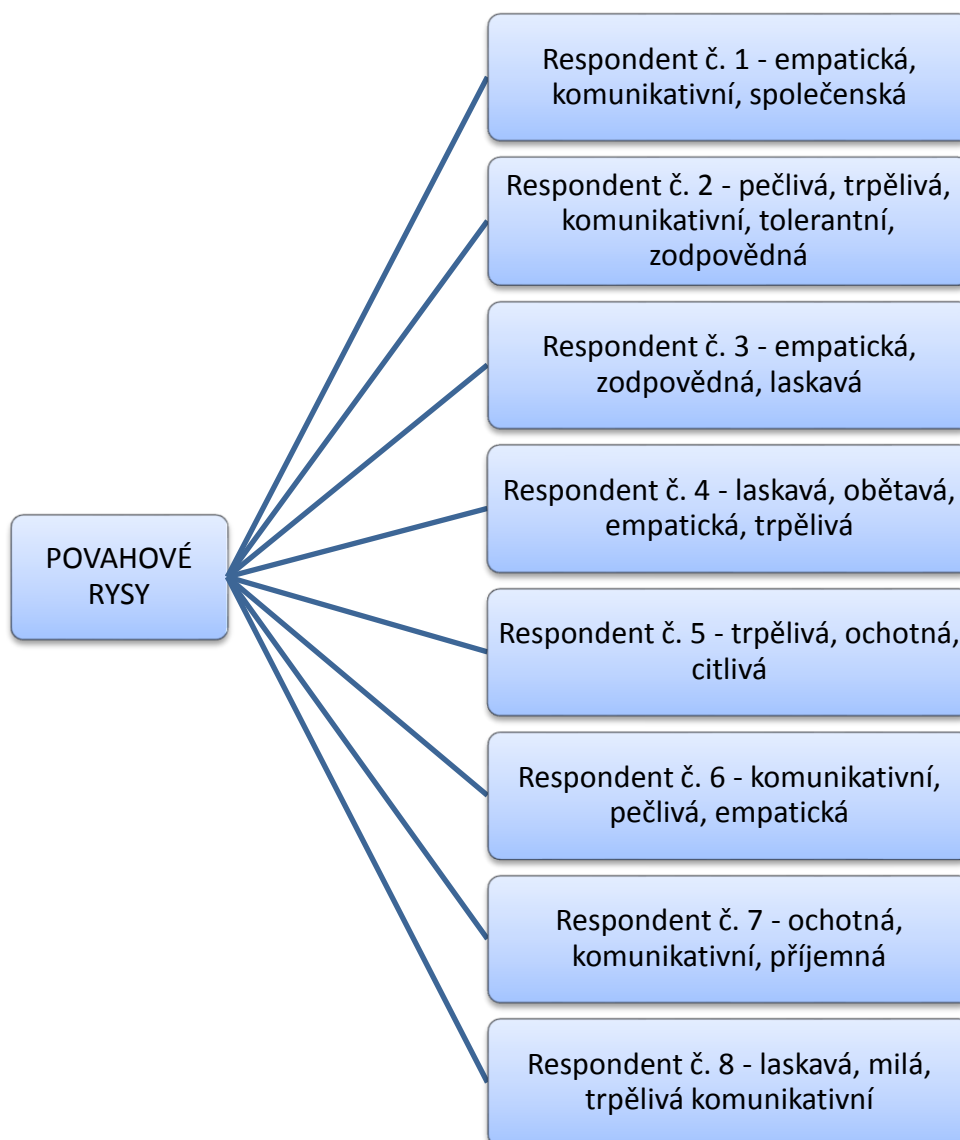 Respondent č. 1 - empatická,
komunikativní, společenská
Respondent č. 2 - pečlivá, trpělivá,
komunikativní, tolerantní,
zodpovědná
Respondent č. 3 - empatická,
zodpovědná, laskavá
Respondent č. 4 - laskavá, obětavá,
empatická, trpělivá
POVAHOVÉ
RYSY
Respondent č. 5 - trpělivá, ochotná,
citlivá
Respondent č. 6 - komunikativní,
pečlivá, empatická
Respondent č. 7 - ochotná,
komunikativní, příjemná
Respondent č. 8 - laskavá, milá,
trpělivá komunikativní